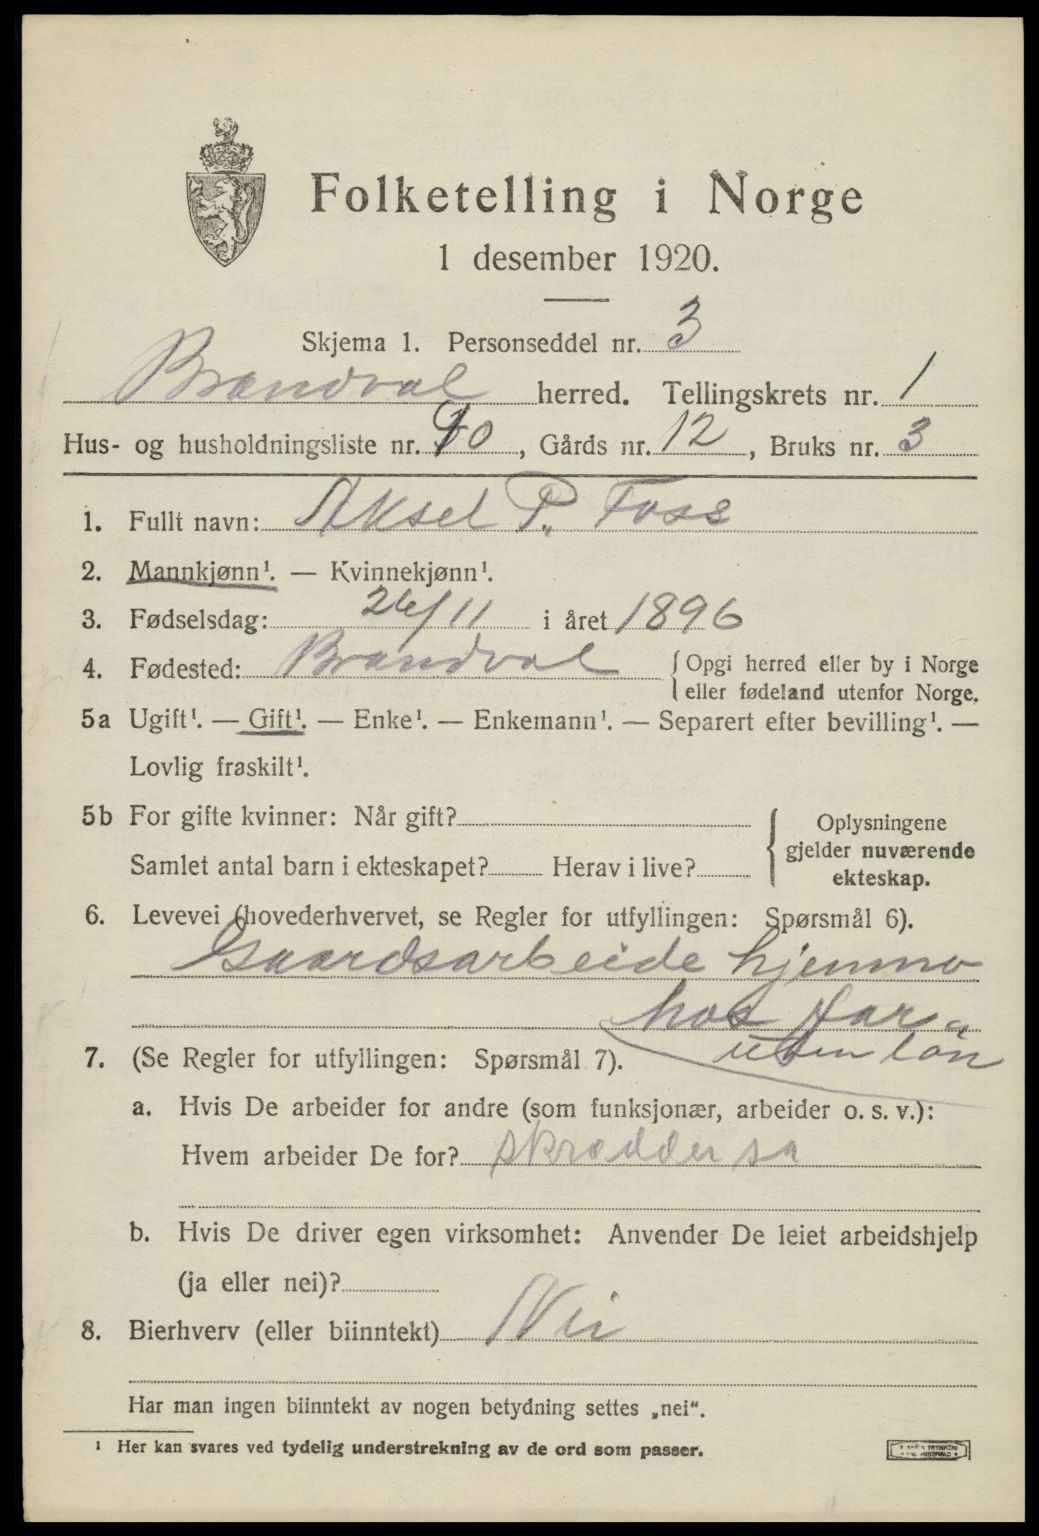 Folketelling i Norge
1 desember 1920.
Skjema 1. Personseddel nr. 3
Brandval herred. Tellingskrets nr. 1
Hus- og husholdningsliste nr. 90, Gårds nr. 12, Bruks nr. 3
1. Fullt navn: Aksel P. Foss
2. Mannkjønn¹. — Kvinnekjønn¹.
3. Fødselsdag: 26/11 i året 1896
4. Fødested: Brandval { Opgi herred eller by i Norge
eller fødeland utenfor Norge.
5a Ugift¹. — Gift¹. — Enke¹. — Enkemann¹. — Separert efter bevilling¹. —
Lovlig fraskilt¹.
5b For gifte kvinner: Når gift?
Samlet antal barn i ekteskapet? Herav i live?
{ Oplysningene
gjelder nuværende
ekteskap.
6. Levevei (hovederhvervet, se Regler for utfyllingen: Spørsmål 6).
Gaardsarbeide hjemme
hos far
uten løn
7. (Se Regler for utfyllingen: Spørsmål 7).
a. Hvis De arbeider for andre (som funksjonær, arbeider o. s. v.):
Hvem arbeider De for? skrædder
b. Hvis De driver egen virksomhet: Anvender De leiet arbeidshjelp
(ja eller nei)?
8. Bierhverv (eller biinntekt) Nei
Har man ingen biinntekt av nogen betydning settes „nei“.
¹ Her kan svares ved tydelig understrekning av de ord som passer.